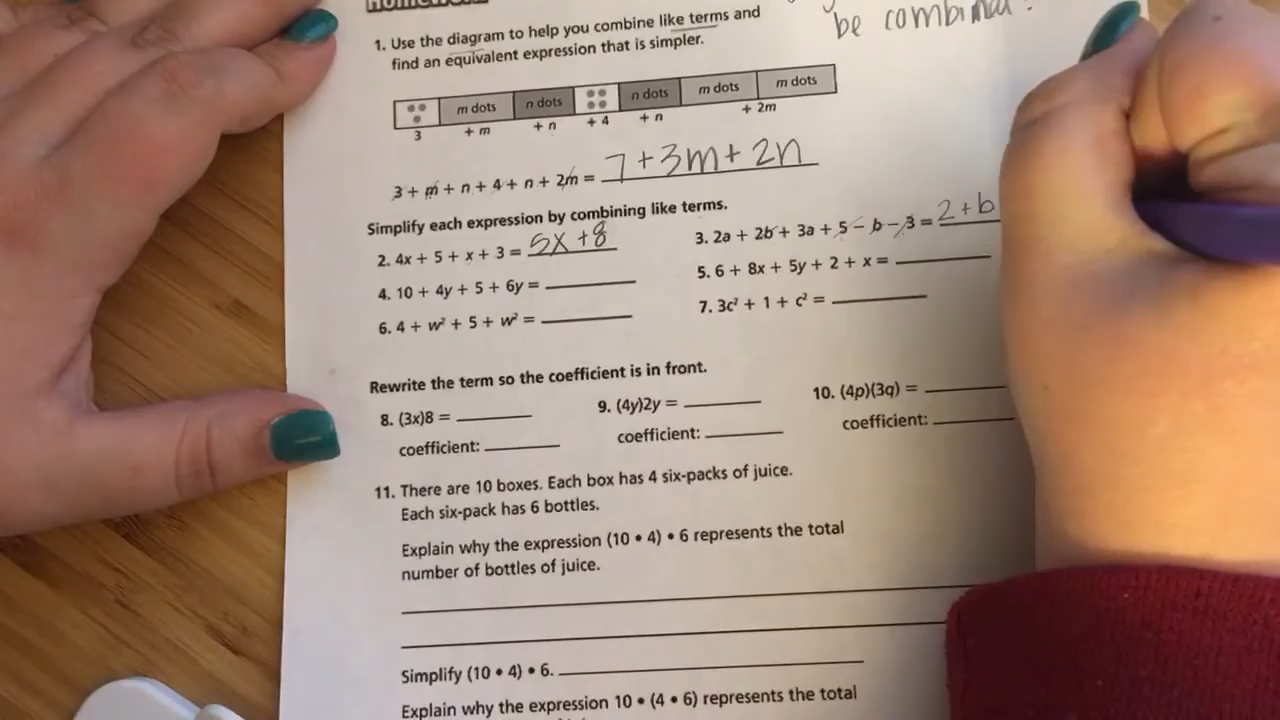 Homework
be combined?
1. Use the diagram to help you combine like terms and
find an equivalent expression that is simpler.
m dots n dots n dots m dots m dots
3 + m + n + 4 + n + 2m
3 + m + n + 4 + n + 2m = 7 + 3m + 2n
Simplify each expression by combining like terms.
2. 4x + 5 + x + 3 = 5x + 8
3. 2a + 2b + 3a + 5 - b - 3 = 2 + b
4. 10 + 4y + 5 + 6y =
5. 6 + 8x + 5y + 2 + x =
6. 4 + w² + 5 + w² =
7. 3c² + 1 + c² =
Rewrite the term so the coefficient is in front.
8. (3x)8 =
9. (4y)2y =
10. (4p)(3q) =
coefficient:
coefficient:
coefficient:
11. There are 10 boxes. Each box has 4 six-packs of juice.
Each six-pack has 6 bottles.
Explain why the expression (10 • 4) • 6 represents the total
number of bottles of juice.
Simplify (10 • 4) • 6.
Explain why the expression 10 • (4 • 6) represents the total